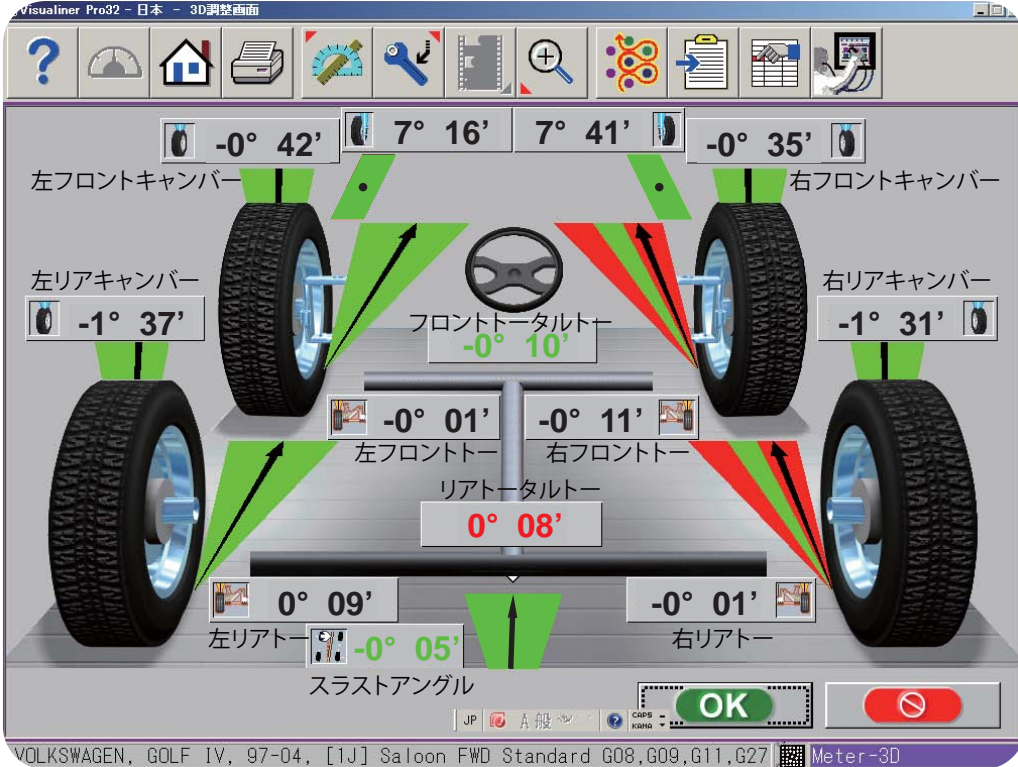 Visualiner Pro32 - 日本 - 3D調整画面
-0° 42’
7° 16’
7° 41’
-0° 35’
左フロントキャンバー
右フロントキャンバー
左リアキャンバー
右リアキャンバー
-1° 37’
-1° 31’
フロントトータルトー
-0° 10’
-0° 01’
-0° 11’
左フロントトー
右フロントトー
リアトータルトー
0° 08’
0° 09’
-0° 01’
左リアトー
右リアトー
-0° 05’
スラストアングル
OK
JP A 般 CAPS KANA
VOLKSWAGEN, GOLF IV, 97-04, [1J] Saloon FWD Standard G08,G09,G11,G27 Meter-3D